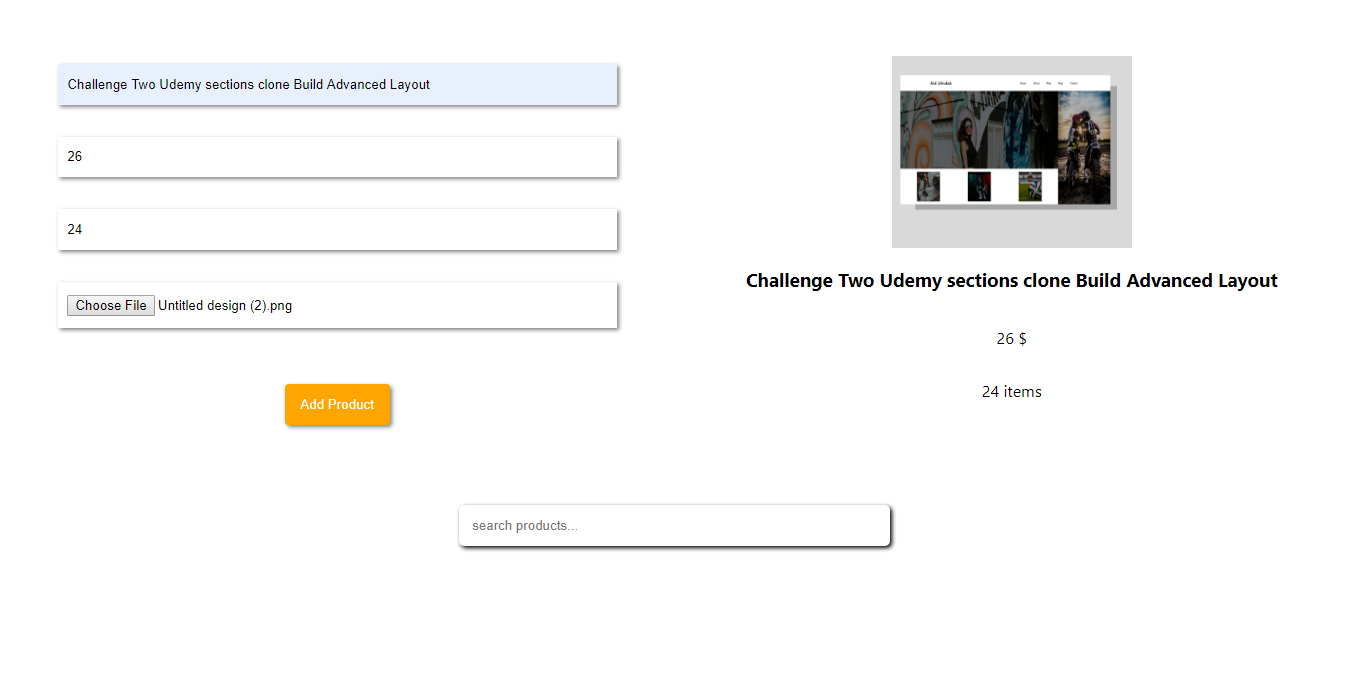 Challenge Two Udemy sections clone Build Advanced Layout
26
24
Choose File Untitled design (2).png
Add Product
Challenge Two Udemy sections clone Build Advanced Layout
26 $
24 items
search products...